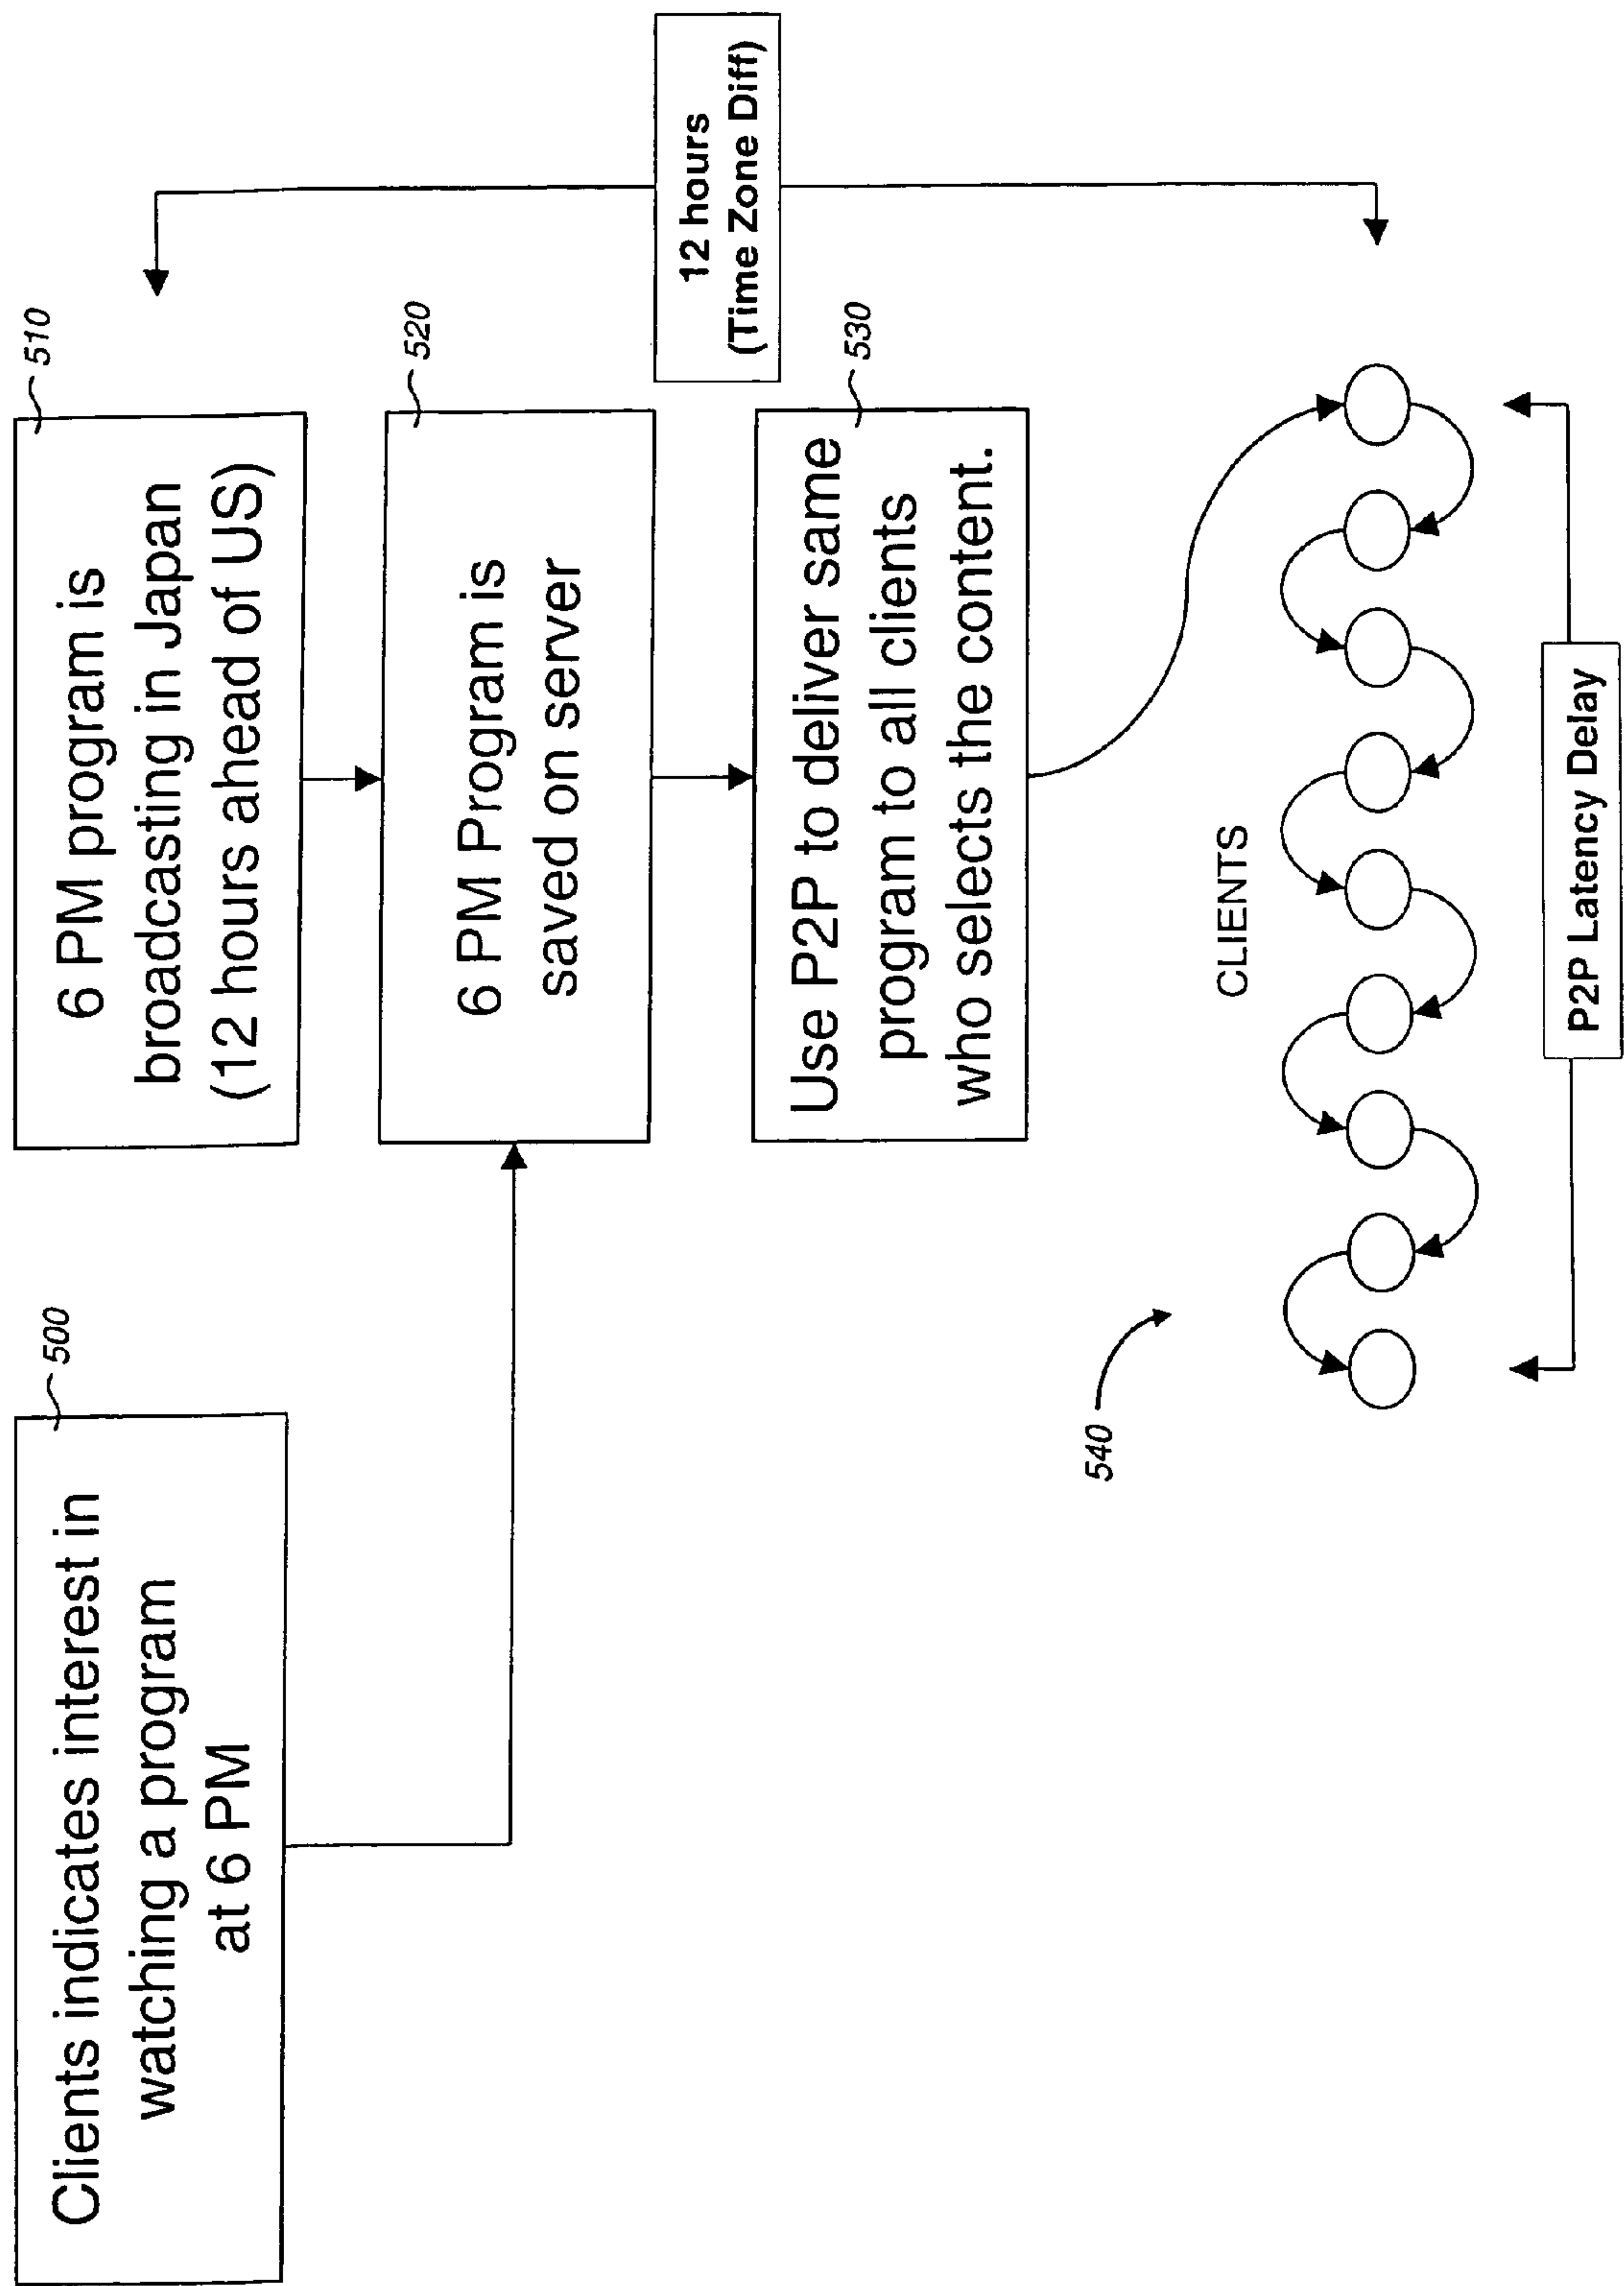 Clients indicates interest in
watching a program
at 6 PM
500
6 PM program is
broadcasting in Japan
(12 hours ahead of US)
510
6 PM Program is
saved on server
520
12 hours
(Time Zone Diff)
Use P2P to deliver same
program to all clients
who selects the content.
530
540
CLIENTS
P2P Latency Delay